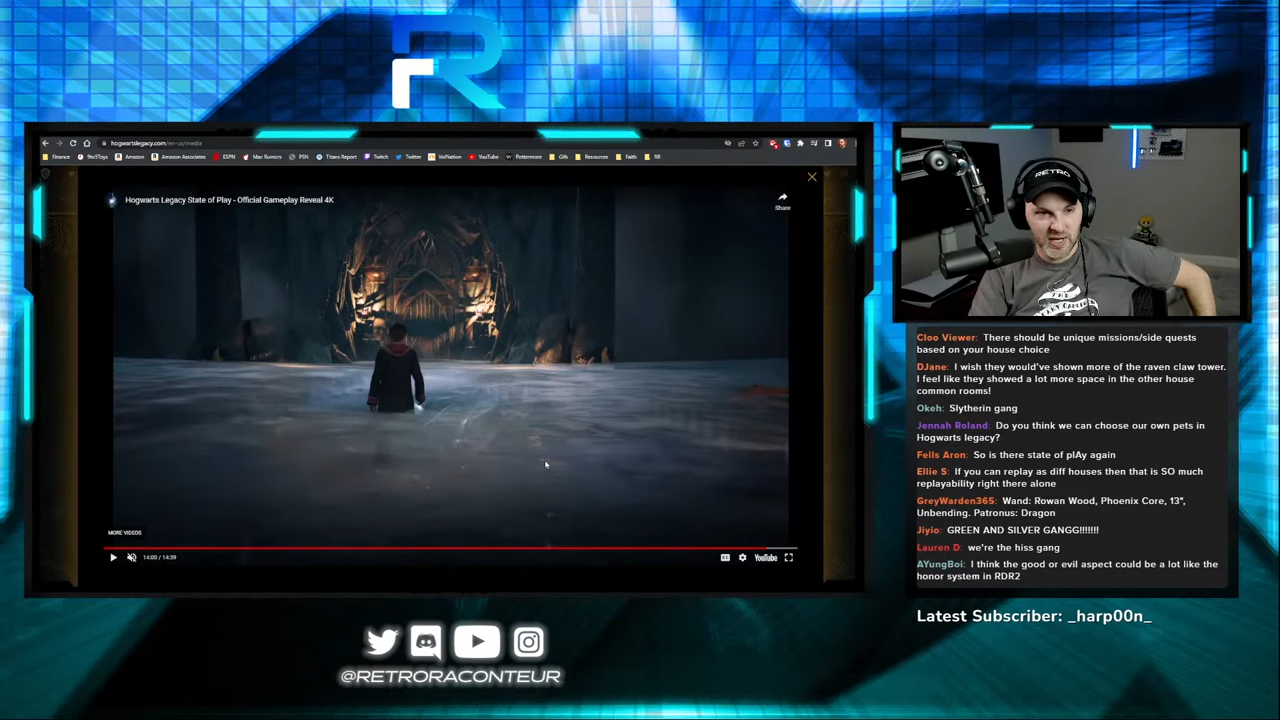 R
hogwartslegacy.com/en-us/media
Finance 9to5Toys Amazon Amazon Associates ESPN Mac Rumors PSN Titans Report Twitch Twitter VolNation YouTube Pottermore Gifs Resources Faith RR
Hogwarts Legacy State of Play - Official Gameplay Reveal 4K
Share
MORE VIDEOS
14:00 / 14:39
YouTube
RETRO
Cloo Viewer: There should be unique missions/side quests
based on your house choice
DJane: I wish they would've shown more of the raven claw tower.
I feel like they showed a lot more space in the other house
common rooms!
Okeh: Slytherin gang
Jennah Roland: Do you think we can choose our own pets in
Hogwarts legacy?
Fells Aron: So is there state of plAy again
Ellie S: If you can replay as diff houses then that is SO much
replayability right there alone
GreyWarden365: Wand: Rowan Wood, Phoenix Core, 13",
Unbending. Patronus: Dragon
Jiyio: GREEN AND SILVER GANGG!!!!!!!
Lauren D: we're the hiss gang
AYungBoi: I think the good or evil aspect could be a lot like the
honor system in RDR2
Latest Subscriber: _harp00n_
@RETRORACONTEUR